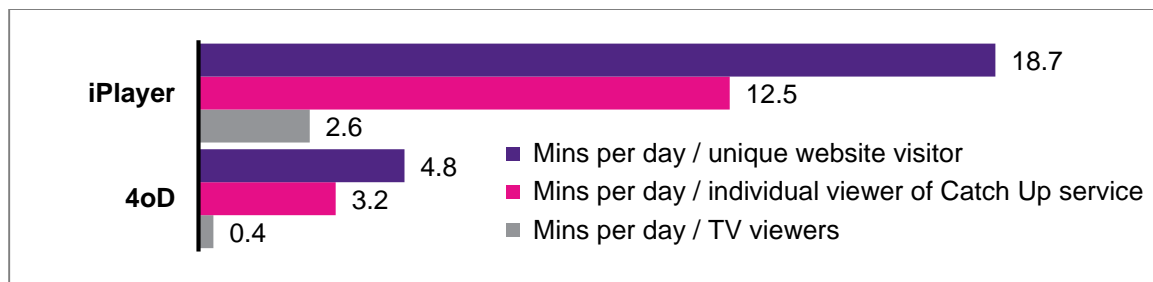 iPlayer
18.7
12.5
2.6
4oD
4.8
3.2
0.4
Mins per day / unique website visitor
Mins per day / individual viewer of Catch Up service
Mins per day / TV viewers